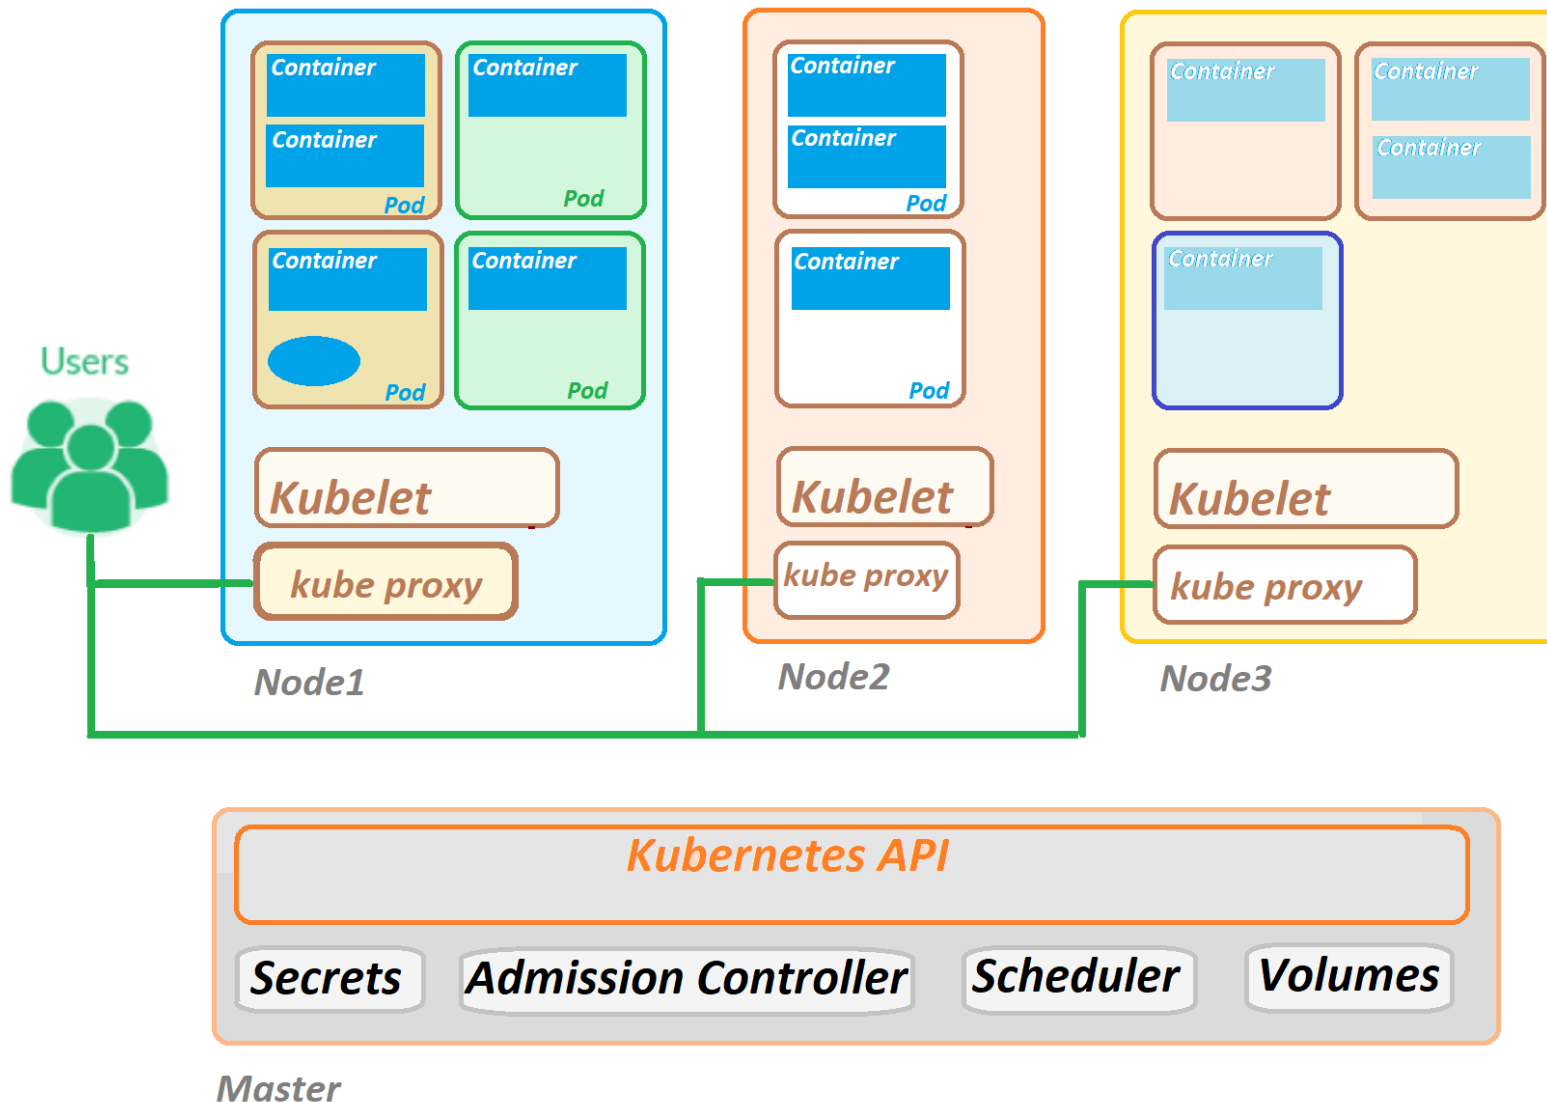 Users
Container
Container
Pod
Container
Pod
Container
Pod
Container
Pod
Kubelet
kube proxy
Node1
Container
Container
Pod
Container
Pod
Kubelet
kube proxy
Node2
Container
Container
Container
Container
Kubelet
kube proxy
Node3
Kubernetes API
Secrets
Admission Controller
Scheduler
Volumes
Master